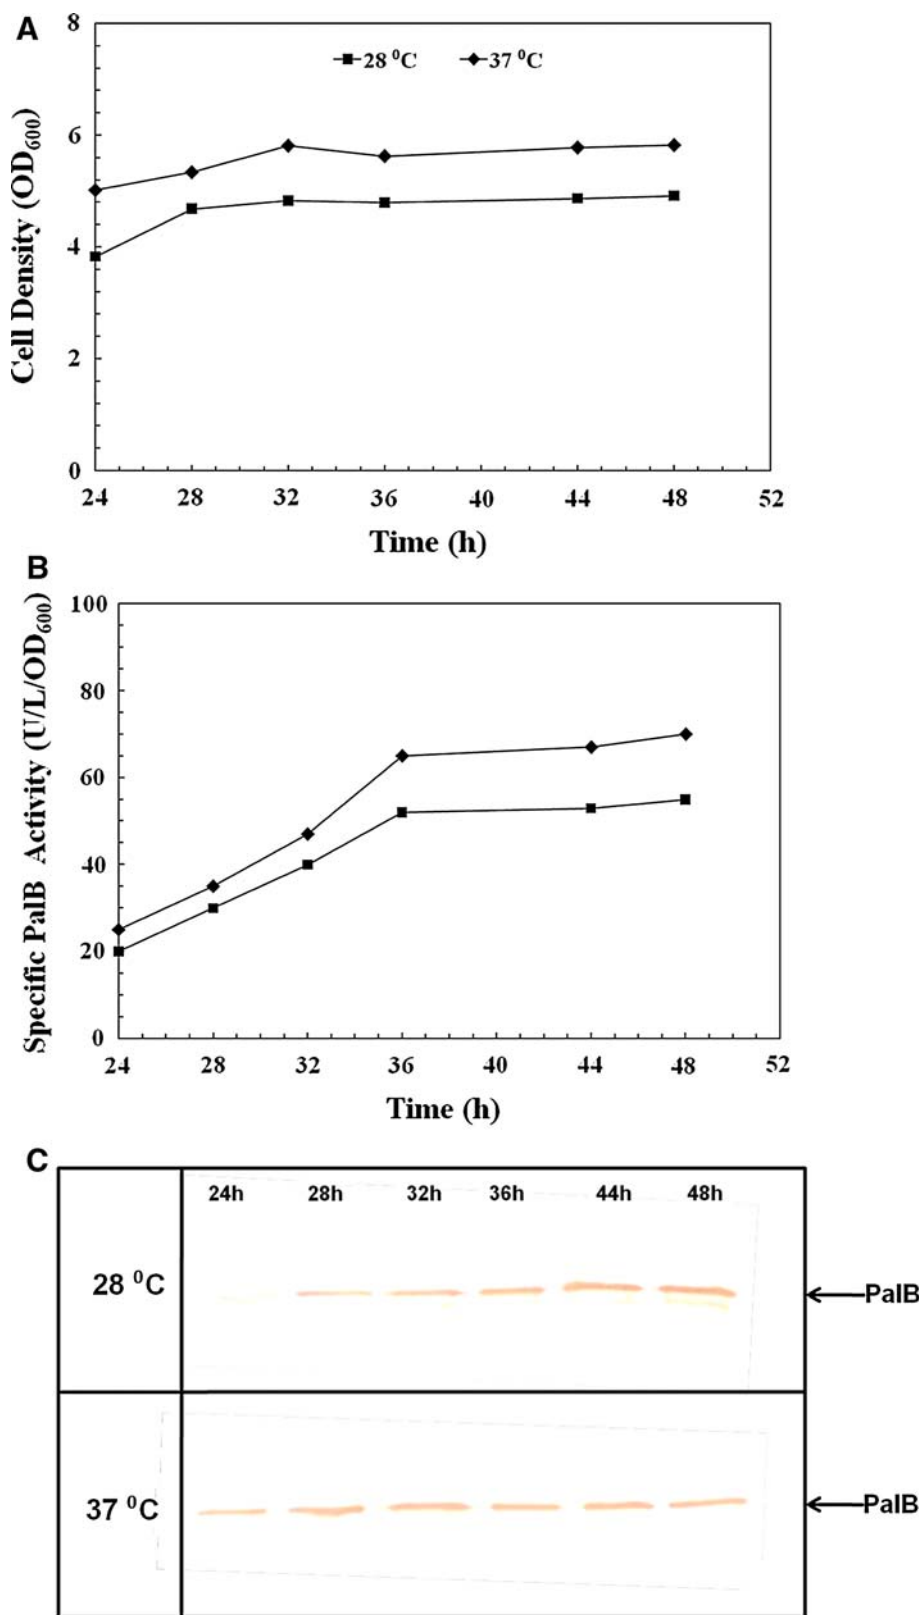 A
8
28 ⁰C 37 ⁰C
6
4
2
0
Cell Density (OD₆₀₀)
24 28 32 36 40 44 48 52
Time (h)
B
100
80
60
40
20
0
Specific PalB Activity (U/L/OD₆₀₀)
24 28 32 36 40 44 48 52
Time (h)
C
24h 28h 32h 36h 44h 48h
28 ⁰C
PalB
37 ⁰C
PalB